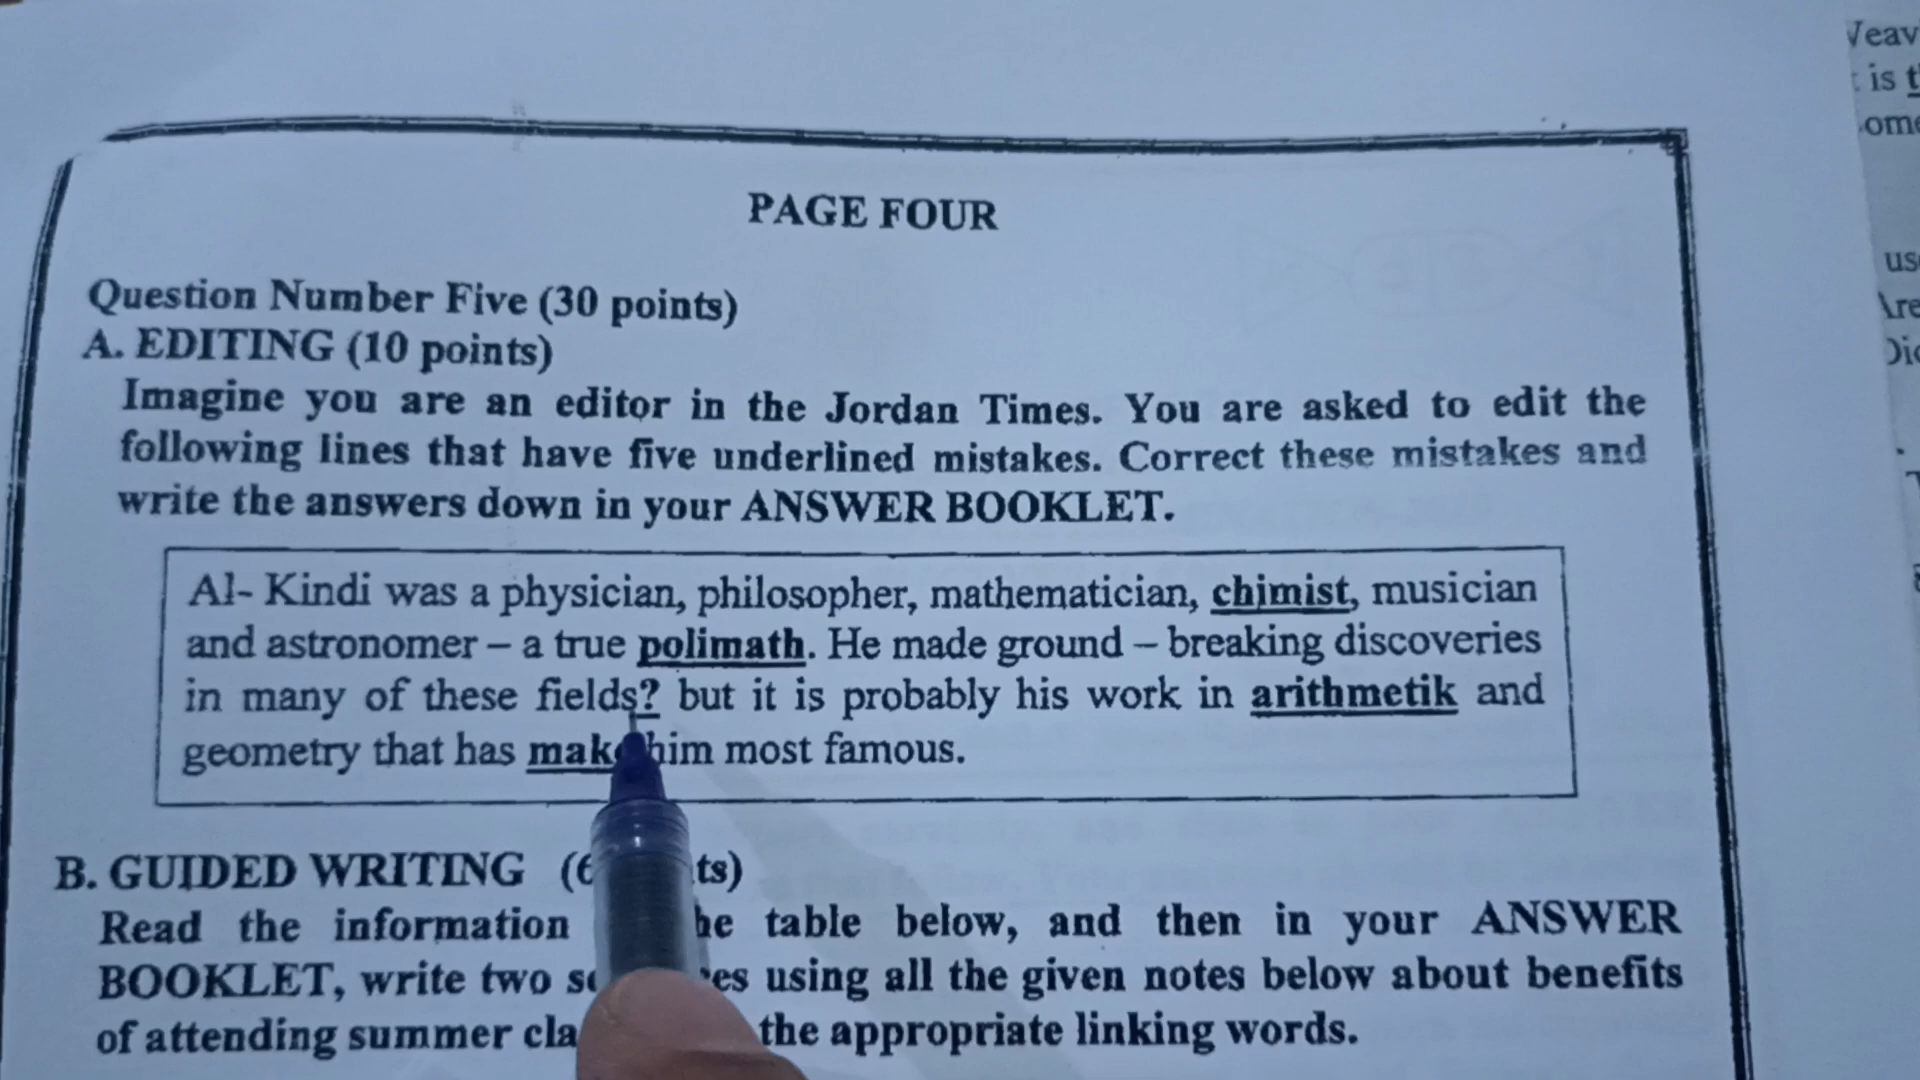 PAGE FOUR
Question Number Five (30 points)
A. EDITING (10 points)
Imagine you are an editor in the Jordan Times. You are asked to edit the
following lines that have five underlined mistakes. Correct these mistakes and
write the answers down in your ANSWER BOOKLET.
Al- Kindi was a physician, philosopher, mathematician, chimist, musician
and astronomer – a true polimath. He made ground – breaking discoveries
in many of these fields? but it is probably his work in arithmetik and
geometry that has make him most famous.
B. GUIDED WRITING
Read the information table below, and then in your ANSWER
BOOKLET, write two using all the given notes below about benefits
of attending summer the appropriate linking words.
is